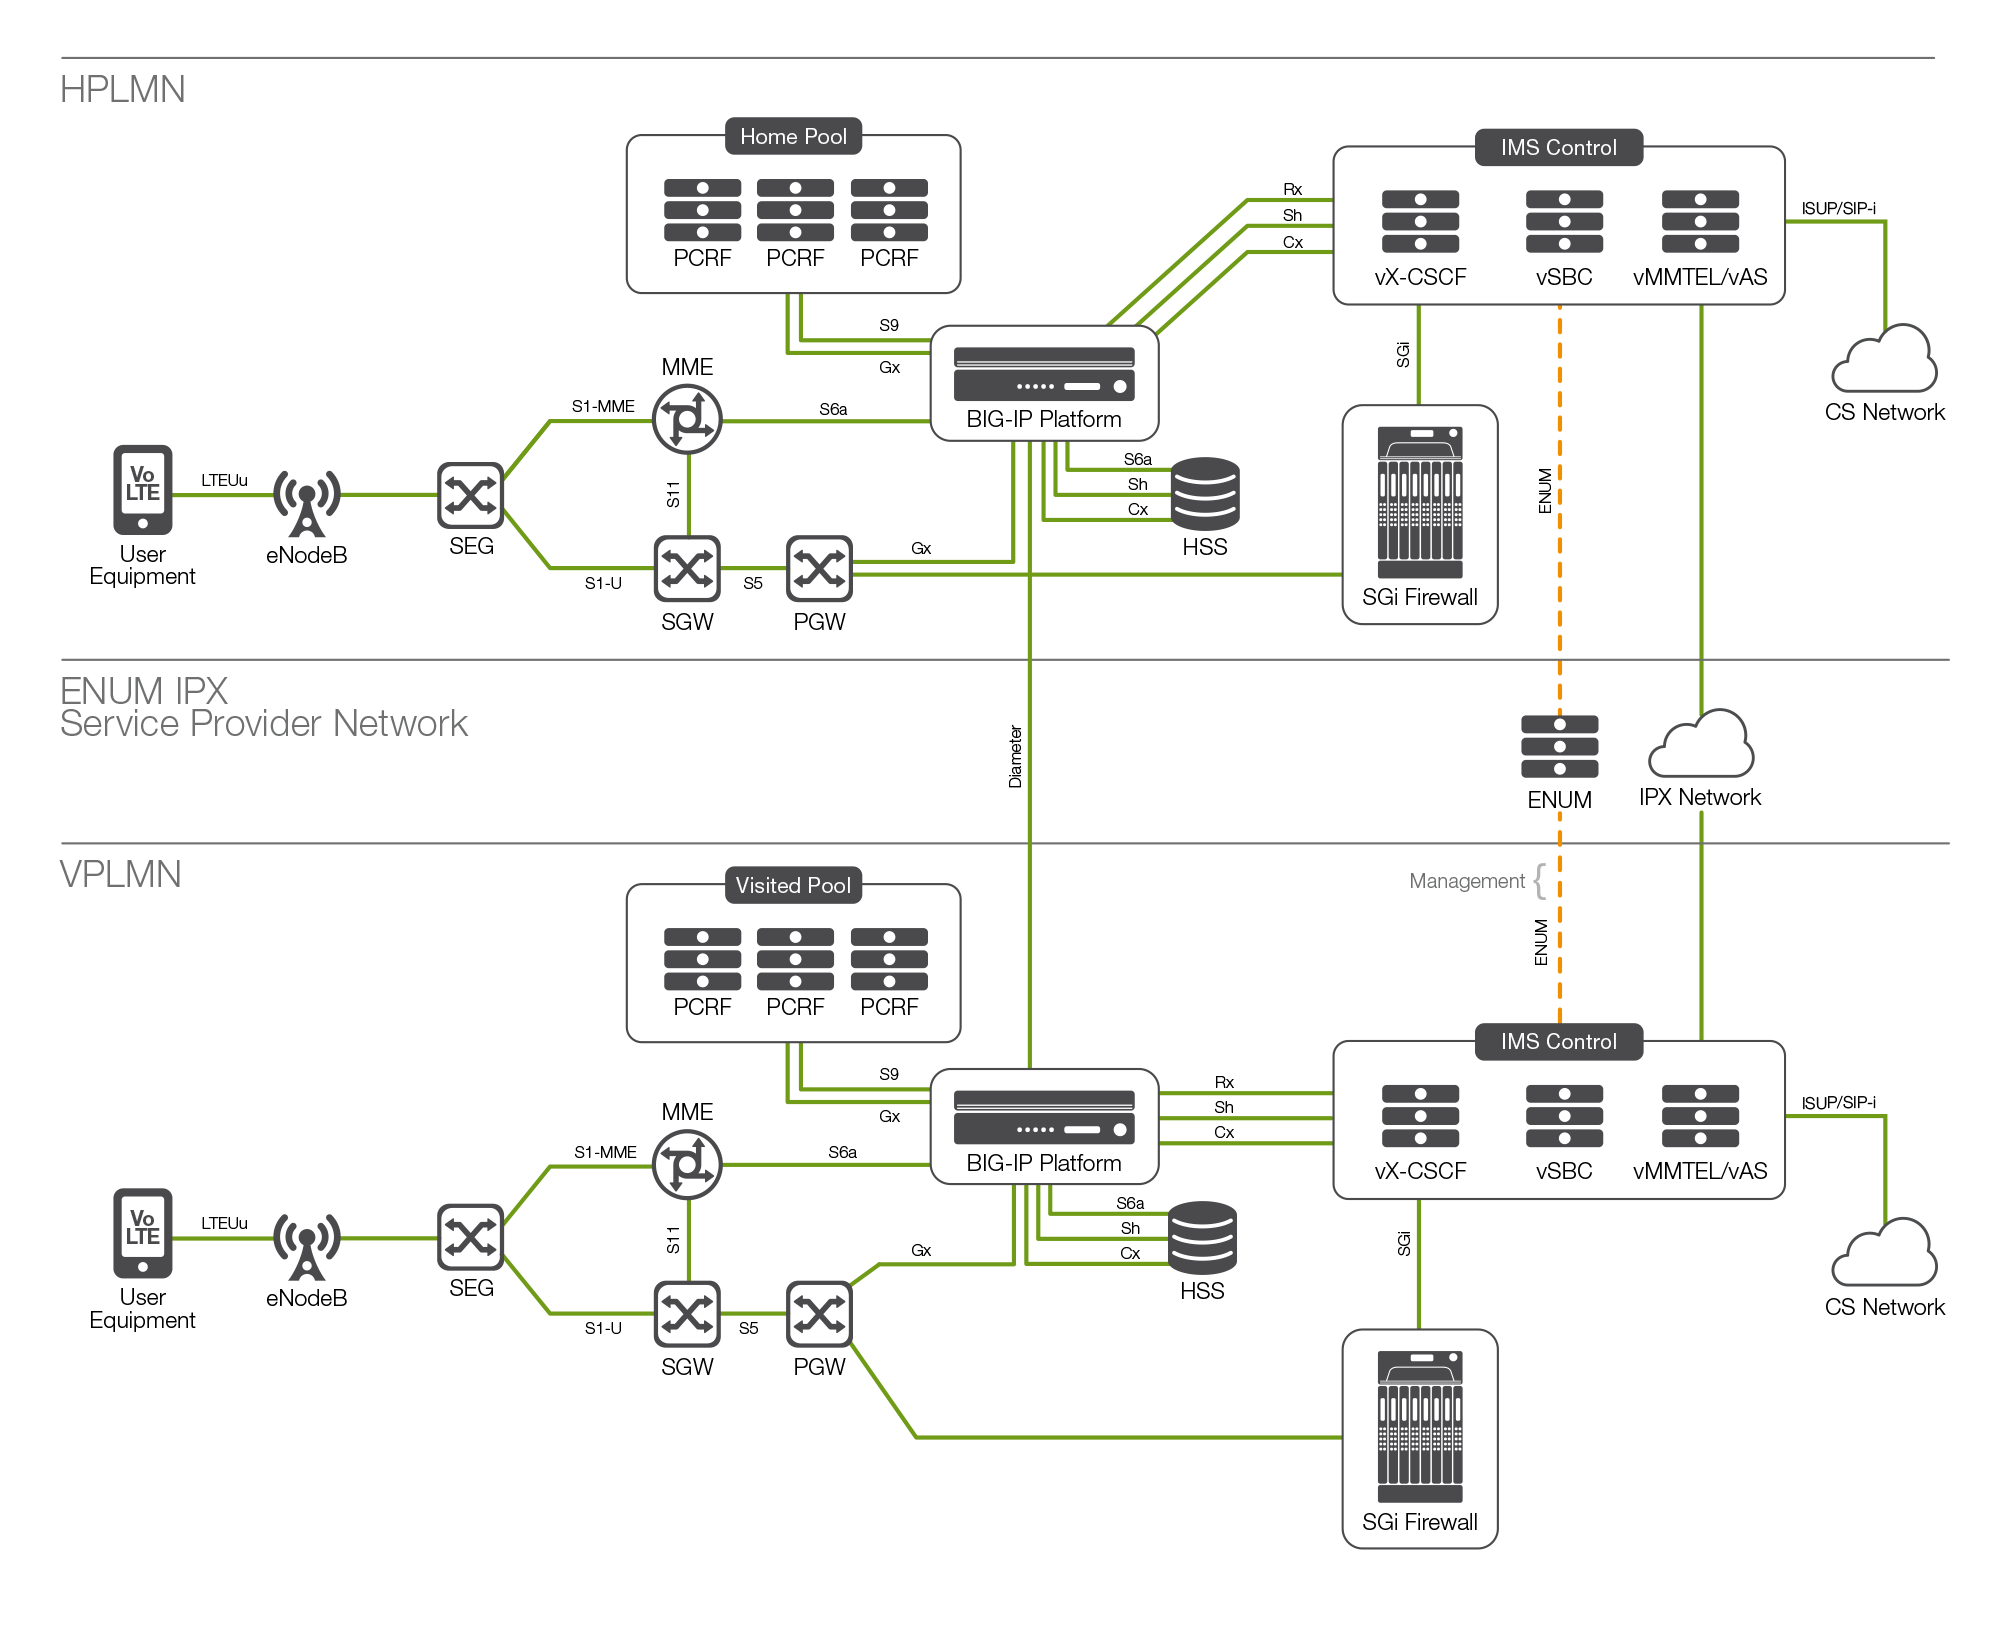 HPLMN
Home Pool
PCRF PCRF PCRF
IMS Control
vX-CSCF vSBC vMMTEL/vAS
Rx
Sh
Cx
ISUP/SIP-i
S9
Gx
MME
S1-MME
S6a
BIG-IP Platform
SGi
CS Network
Vo
LTE
LTEUu
User
Equipment
eNodeB
SEG
S11
S6a
Sh
Cx
HSS
ENUM
Gx
S1-U
S5
SGW
PGW
SGi Firewall
ENUM IPX
Service Provider Network
Diameter
ENUM
IPX Network
VPLMN
Management {
ENUM
Visited Pool
PCRF PCRF PCRF
IMS Control
vX-CSCF vSBC vMMTEL/vAS
Rx
Sh
Cx
ISUP/SIP-i
S9
Gx
MME
S1-MME
S6a
BIG-IP Platform
SGi
CS Network
Vo
LTE
LTEUu
User
Equipment
eNodeB
SEG
S11
S6a
Sh
Cx
HSS
Gx
S1-U
S5
SGW
PGW
SGi Firewall